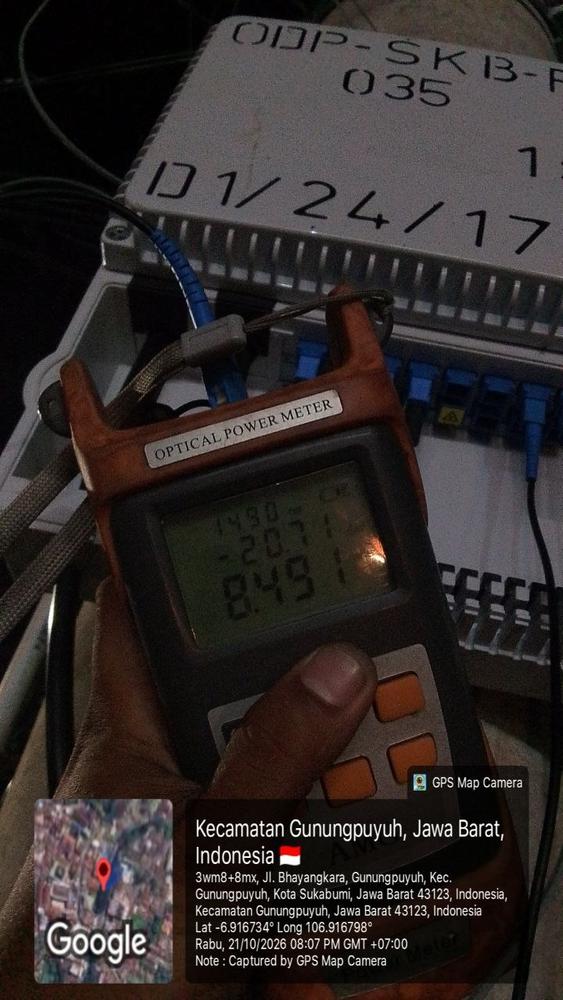 ODP-SKB-F
035
D1/24/17
OPTICAL POWER METER
1490
-20.71
8.491
GPS Map Camera
Kecamatan Gunungpuyuh, Jawa Barat,
Indonesia 🇮🇩
3wm8+8mx, Jl. Bhayangkara, Gunungpuyuh, Kec.
Gunungpuyuh, Kota Sukabumi, Jawa Barat 43123, Indonesia,
Kecamatan Gunungpuyuh, Jawa Barat 43123, Indonesia
Lat -6.916734° Long 106.916798°
Rabu, 21/10/2026 08:07 PM GMT +07:00
Note : Captured by GPS Map Camera
Google